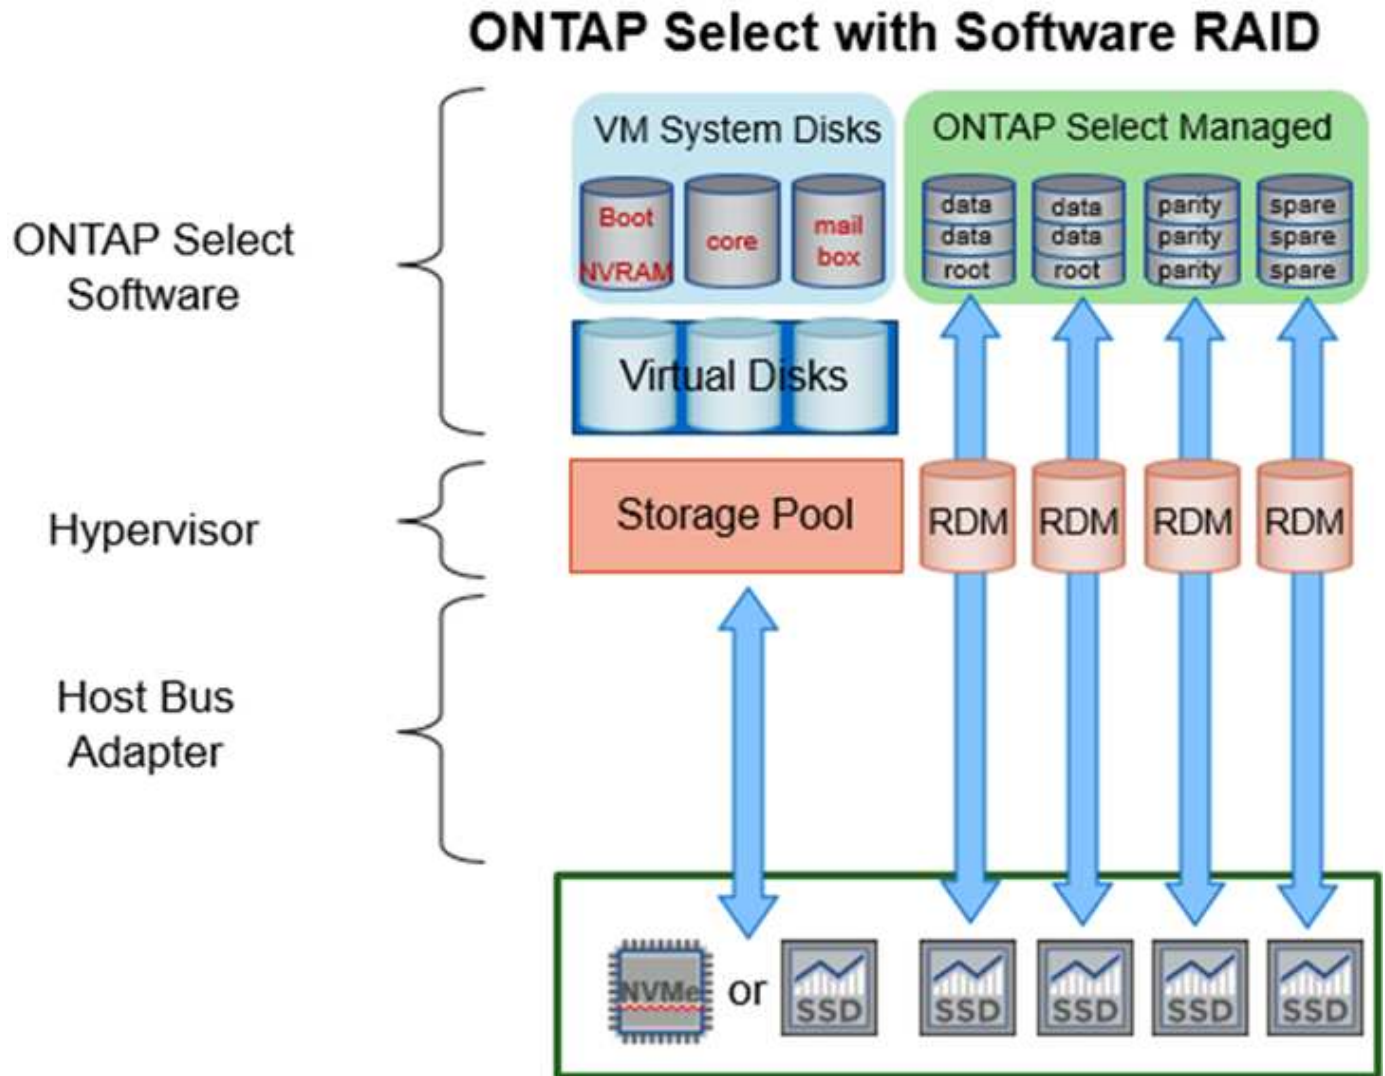 ONTAP Select with Software RAID
ONTAP Select
Software
VM System Disks
Boot
NVRAM
core
mail
box
ONTAP Select Managed
data
data
root
data
data
root
parity
parity
parity
spare
spare
spare
Virtual Disks
Hypervisor
Storage Pool
RDM
RDM
RDM
RDM
Host Bus
Adapter
NVMe
or
SSD
SSD
SSD
SSD
SSD